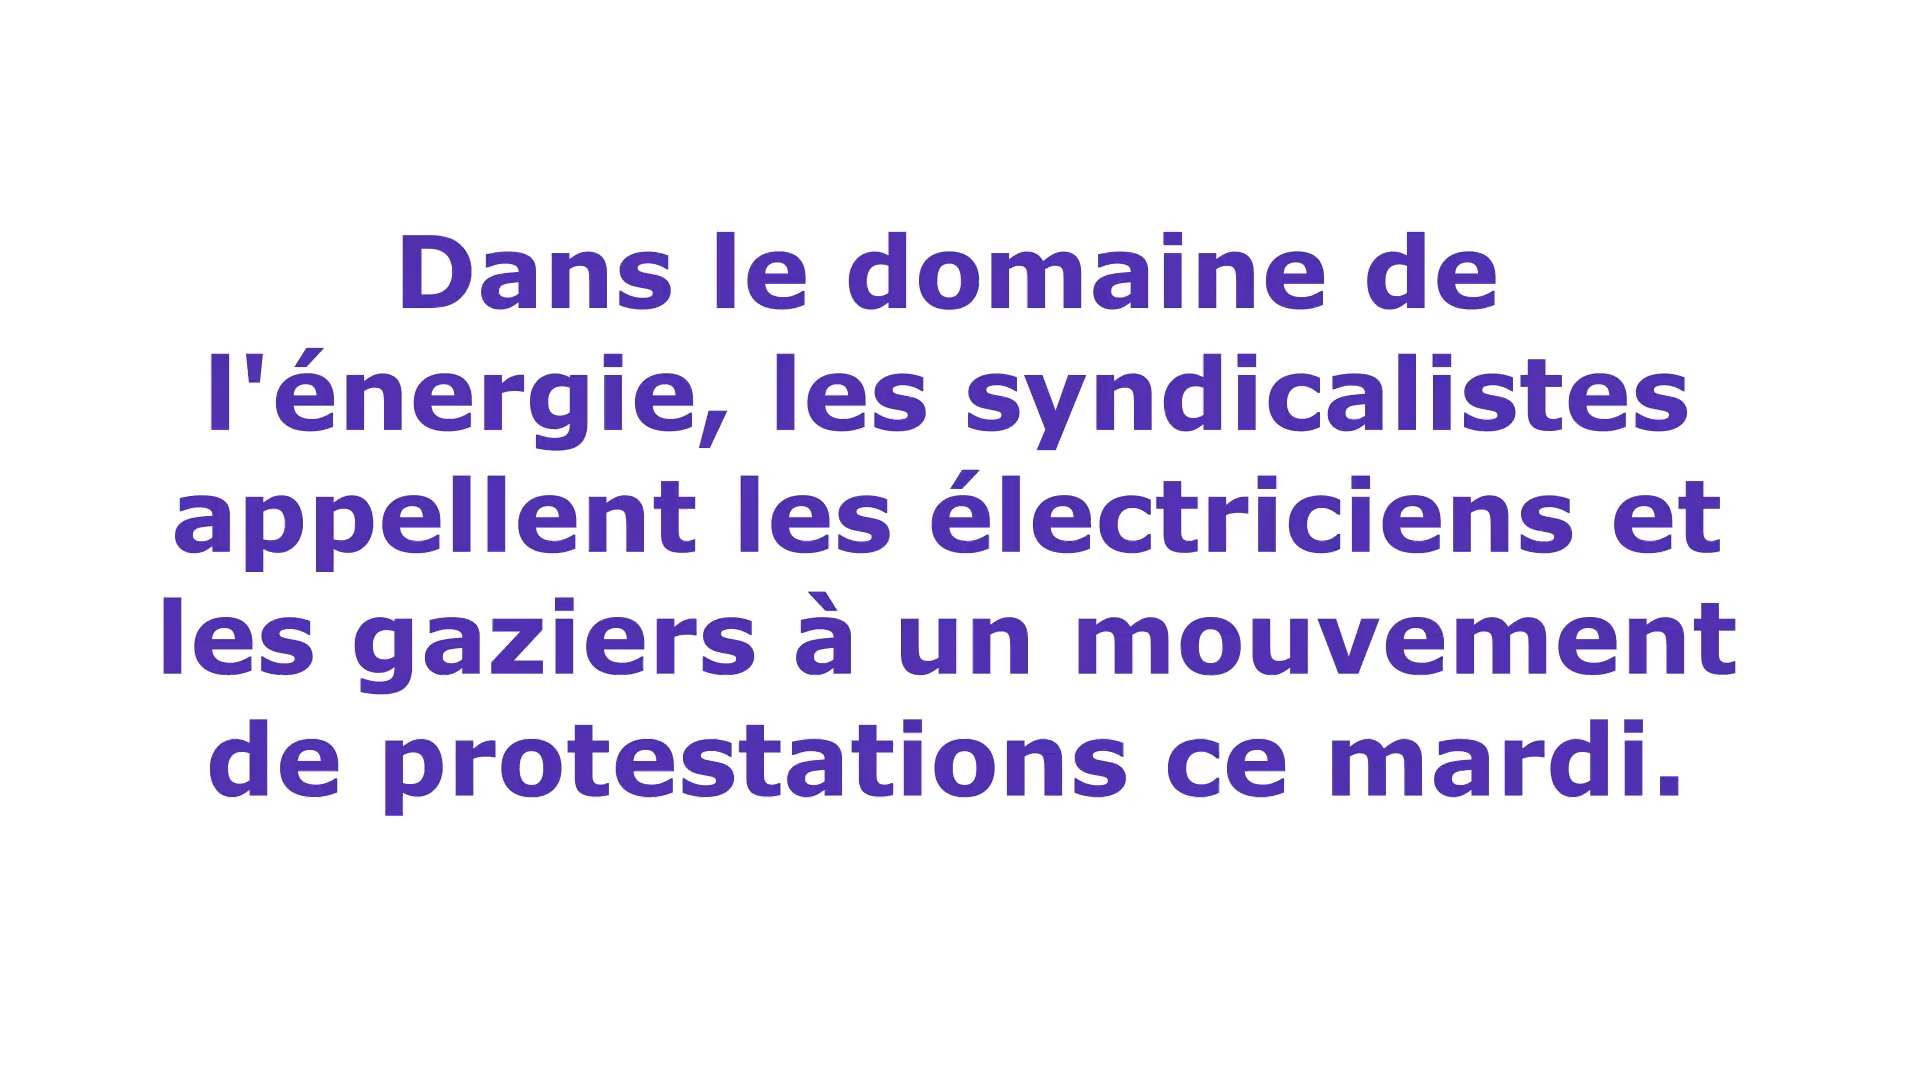 Dans le domaine de
l'énergie, les syndicalistes
appellent les électriciens et
les gaziers à un mouvement
de protestations ce mardi.